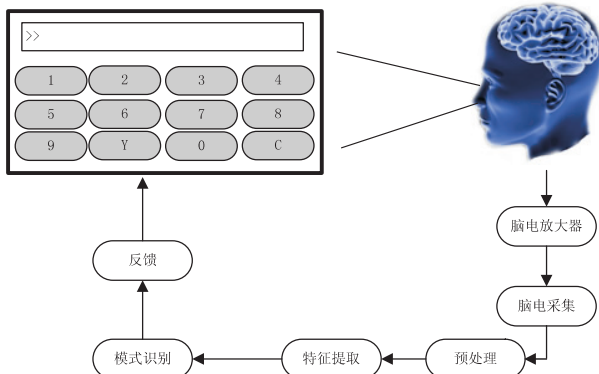 >>
1 2 3 4
5 6 7 8
9 Y 0 C
脑电放大器
反馈
脑电采集
模式识别 特征提取 预处理